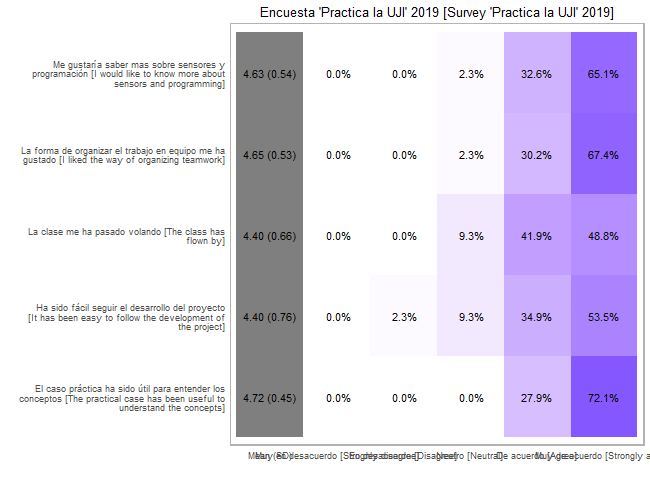 Encuesta 'Practica la UJI' 2019 [Survey 'Practica la UJI' 2019]
Me gustaría saber mas sobre sensores y
programación [I would like to know more about
sensors and programming]
4.63 (0.54) 0.0% 0.0% 2.3% 32.6% 65.1%
La forma de organizar el trabajo en equipo me ha
gustado [I liked the way of organizing teamwork]
4.65 (0.53) 0.0% 0.0% 2.3% 30.2% 67.4%
La clase me ha pasado volando [The class has
flown by]
4.40 (0.66) 0.0% 0.0% 9.3% 41.9% 48.8%
Ha sido fácil seguir el desarrollo del proyecto
[It has been easy to follow the development of
the project]
4.40 (0.76) 0.0% 2.3% 9.3% 34.9% 53.5%
El caso práctica ha sido útil para entender los
conceptos [The practical case has been useful to
understand the concepts]
4.72 (0.45) 0.0% 0.0% 0.0% 27.9% 72.1%
[Neutral] acuerdo [Strongly a